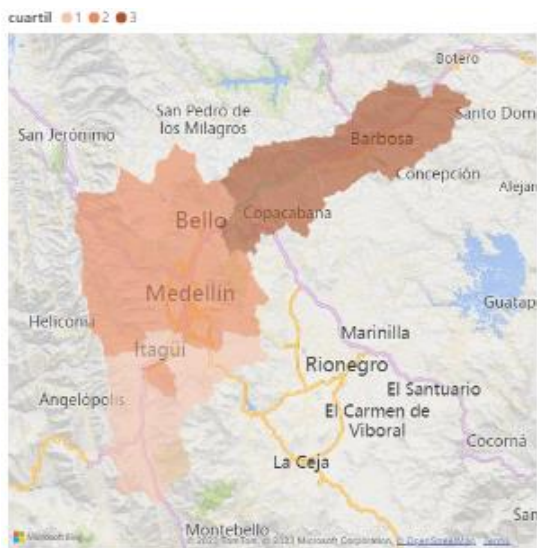 cuartil 1 2 3
Botero
San Pedro de
los Milagros
Santo Dom
San Jerónimo
Barbosa
Concepción
Alejar
Copacabana
Bello
Medellín
Guatap
Heliconia
Marinilla
Itagüí
Rionegro
El Santuario
Angelópolis
El Carmen de
Viboral
Cocorná
La Ceja
San
Montebello
Microsoft Bing
© 2023 TomTom, © 2023 Microsoft Corporation, © OpenStreetMap Terms